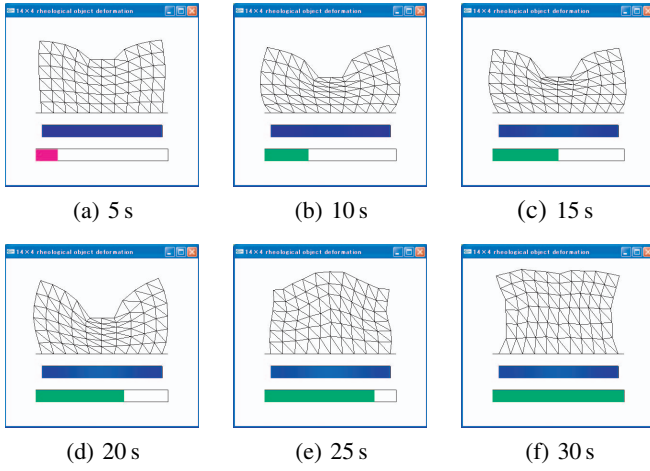 14×4 rheological object deformation
14×4 rheological object deformation
14×4 rheological object deformation
(a) 5 s
(b) 10 s
(c) 15 s
14×4 rheological object deformation
14×4 rheological object deformation
14×4 rheological object deformation
(d) 20 s
(e) 25 s
(f) 30 s